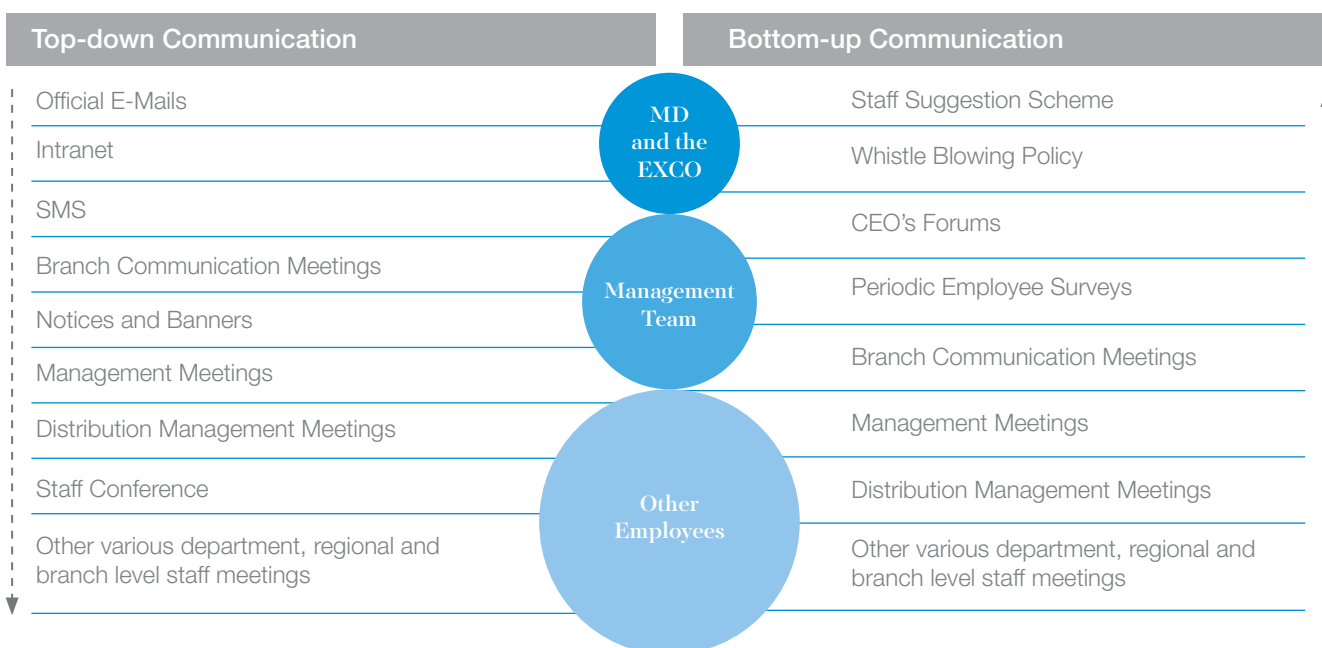 Top-down Communication
Official E-Mails
Intranet
SMS
Branch Communication Meetings
Notices and Banners
Management Meetings
Distribution Management Meetings
Staff Conference
Other various department, regional and
branch level staff meetings
MD
and the
EXCO
Management
Team
Other
Employees
Bottom-up Communication
Staff Suggestion Scheme
Whistle Blowing Policy
CEO’s Forums
Periodic Employee Surveys
Branch Communication Meetings
Management Meetings
Distribution Management Meetings
Other various department, regional and
branch level staff meetings